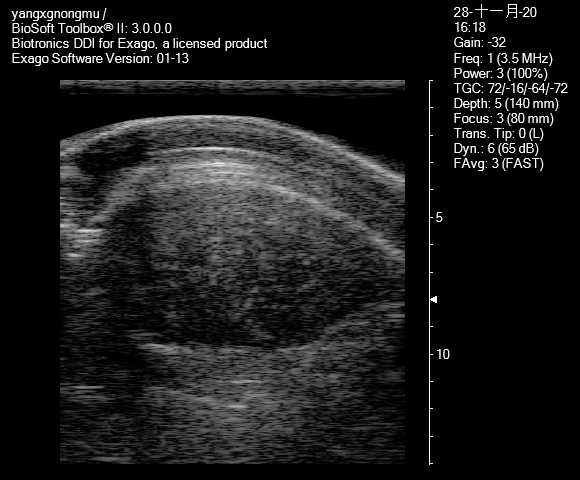 yangxgnongmu /
BioSoft Toolbox® II: 3.0.0.0
Biotronics DDI for Exago, a licensed product
Exago Software Version: 01-13
28-十一月-20
16:18
Gain: -32
Freq: 1 (3.5 MHz)
Power: 3 (100%)
TGC: 72/-16/-64/-72
Depth: 5 (140 mm)
Focus: 3 (80 mm)
Trans. Tip: 0 (L)
Dyn.: 6 (65 dB)
FAvg: 3 (FAST)
5
10